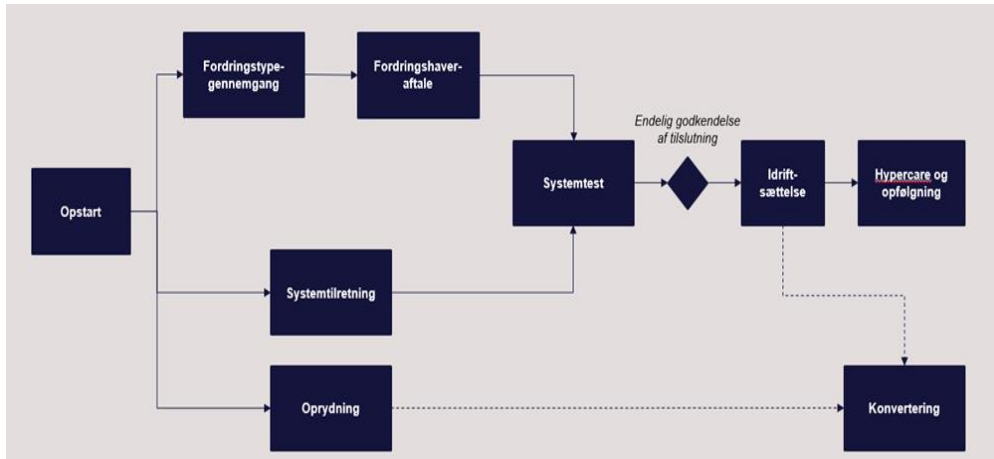 Fordringstype-
gennemgang
Fordringshaver-
aftale
Endelig godkendelse
af tilslutning
Opstart
Systemtest
Idrift-
sættelse
Hypercare og
opfølgning
Systemtilretning
Oprydning
Konvertering